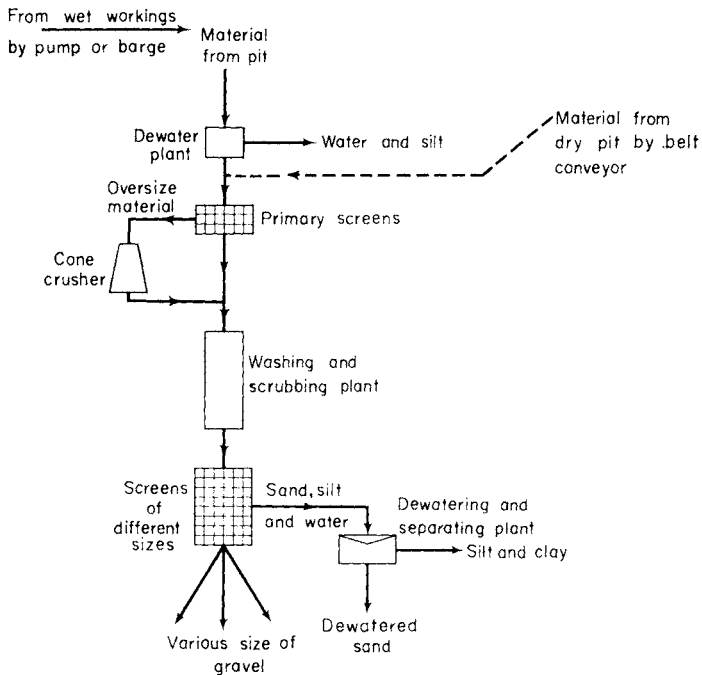 From wet workings
by pump or barge
Material
from pit
Dewater
plant
Water and silt
Material from
dry pit by .belt
conveyor
Oversize
material
Primary screens
Cone
crusher
Washing and
scrubbing plant
Screens
of
different
sizes
Sand, silt
and water
Dewatering and
separating plant
Silt and clay
Various size of
gravel
Dewatered
sand